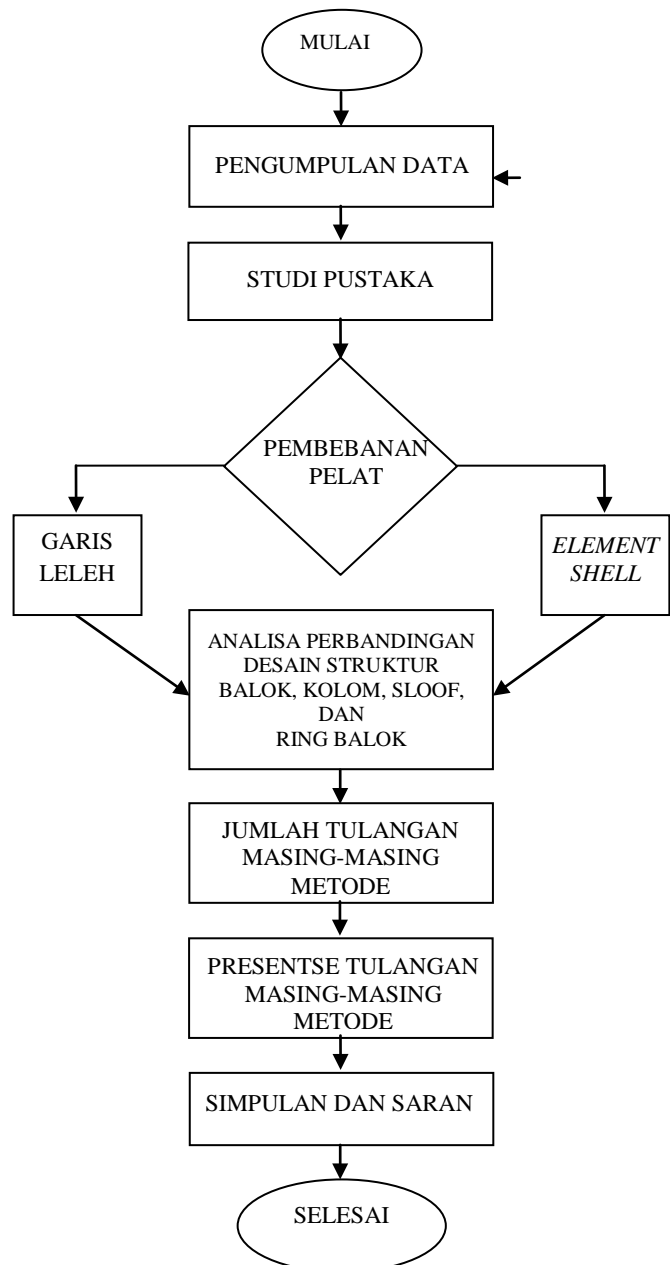 MULAI
PENGUMPULAN DATA
STUDI PUSTAKA
PEMBEBANAN
PELAT
GARIS
LELEH
ELEMENT
SHELL
ANALISA PERBANDINGAN
DESAIN STRUKTUR
BALOK, KOLOM, SLOOF,
DAN
RING BALOK
JUMLAH TULANGAN
MASING-MASING
METODE
PRESENTSE TULANGAN
MASING-MASING
METODE
SIMPULAN DAN SARAN
SELESAI